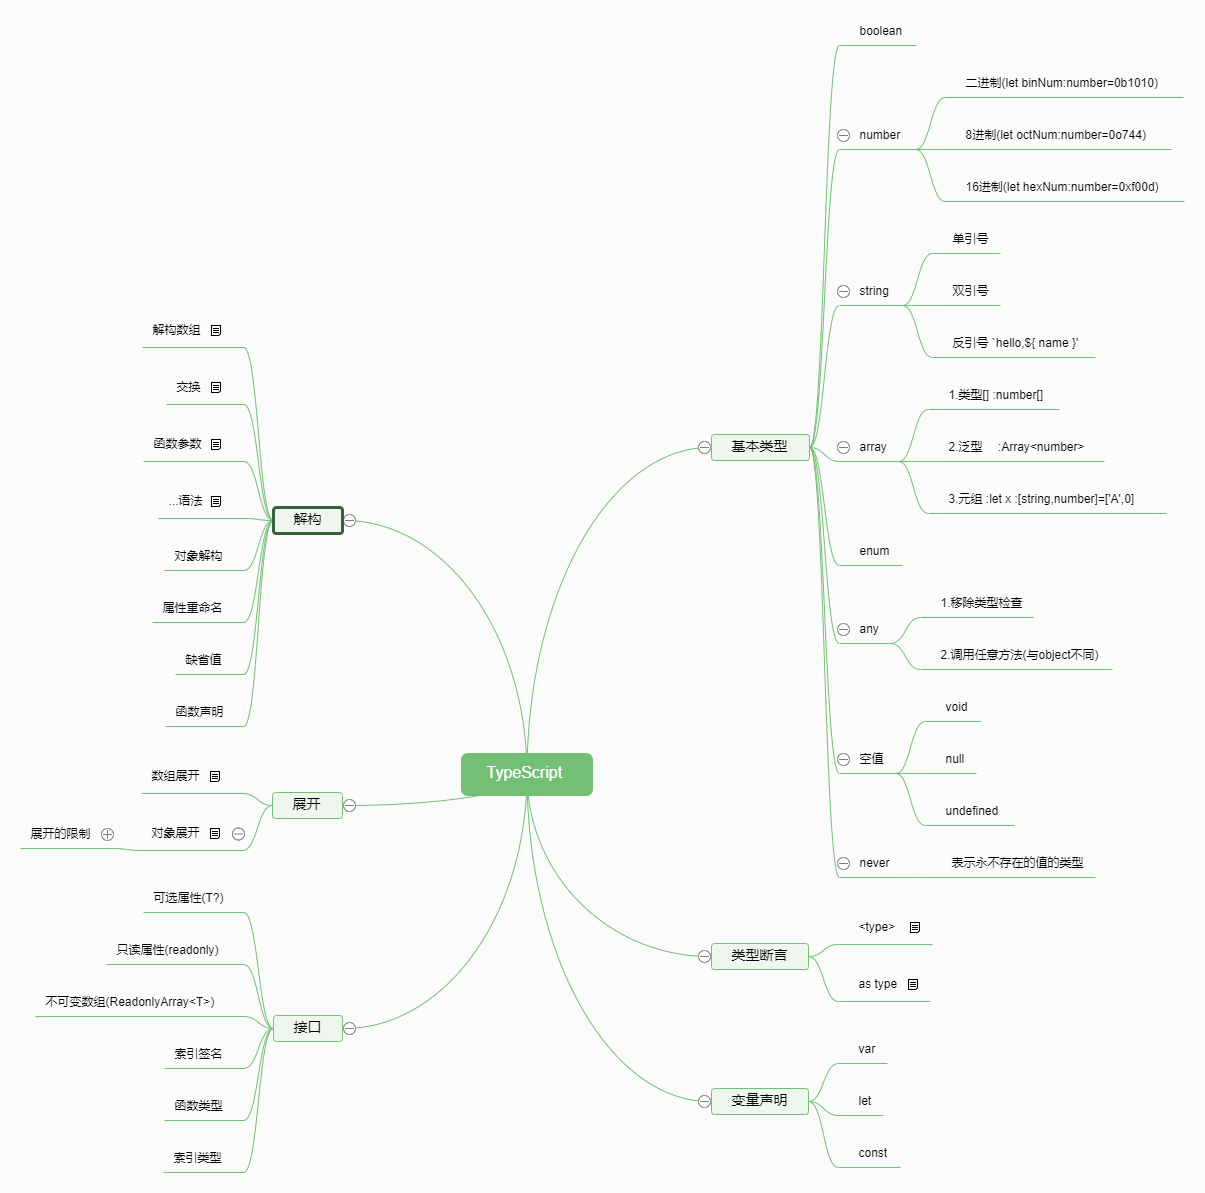 TypeScript
基本类型
boolean
number
二进制(let binNum:number=0b1010)
8进制(let octNum:number=0o744)
16进制(let hexNum:number=0xf00d)
string
单引号
双引号
反引号 `hello,${ name }'
array
1.类型[] :number[]
2.泛型 :Array<number>
3.元组 :let x :[string,number]=['A',0]
enum
any
1.移除类型检查
2.调用任意方法(与object不同)
空值
void
null
undefined
never
表示永不存在的值的类型
类型断言
<type>
as type
变量声明
var
let
const
解构
解构数组
交换
函数参数
...语法
对象解构
属性重命名
缺省值
函数声明
展开
数组展开
对象展开
展开的限制
接口
可选属性(T?)
只读属性(readonly)
不可变数组(ReadonlyArray<T>)
索引签名
函数类型
索引类型